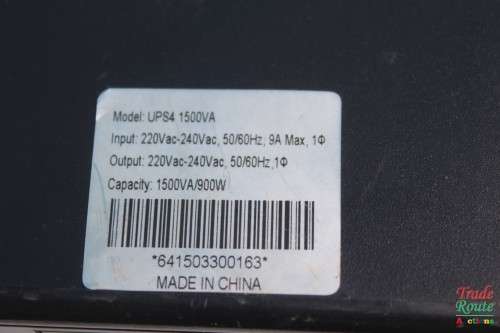 Model: UPS4 1500VA
Input: 220Vac-240Vac, 50/60Hz, 9A Max, 1Φ
Output: 220Vac-240Vac, 50/60Hz,1Φ
Capacity: 1500VA/900W
*641503300163*
MADE IN CHINA
Trade
Route
Auctions